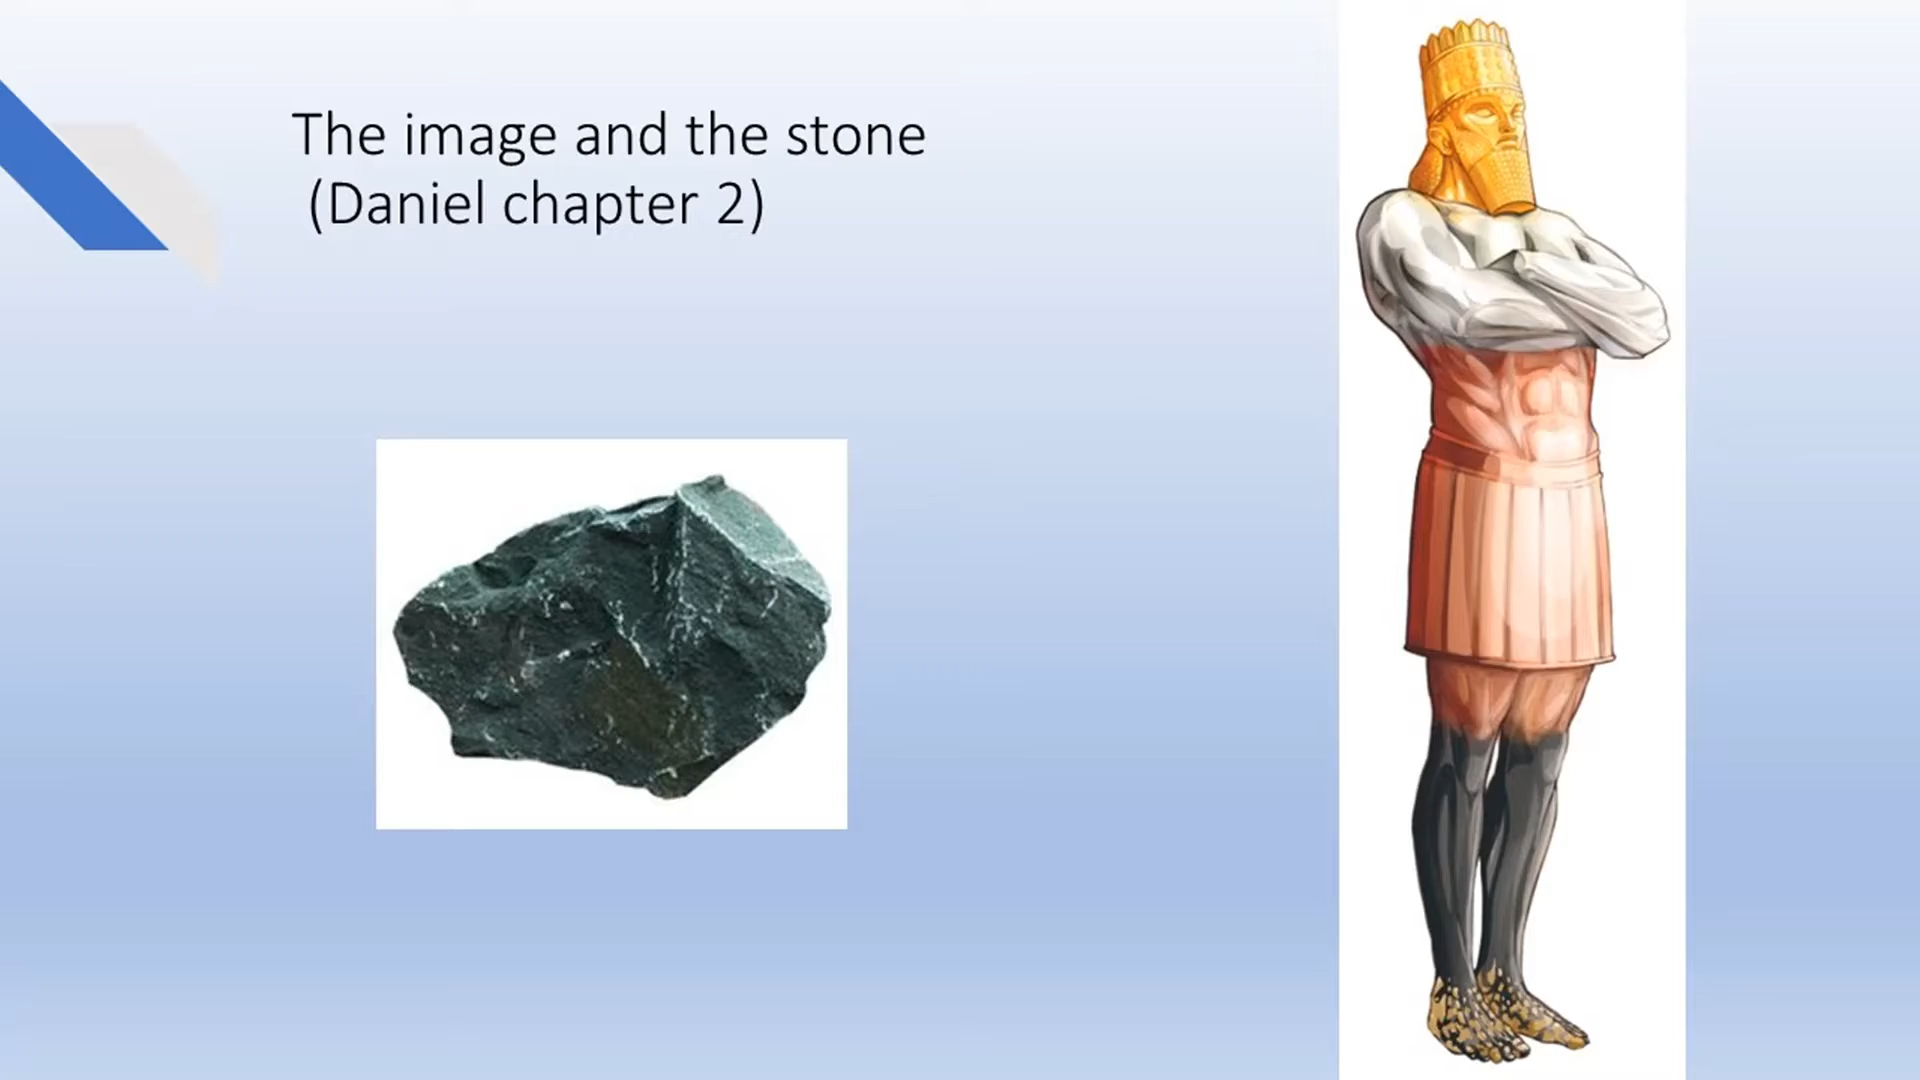 The image and the stone
(Daniel chapter 2)